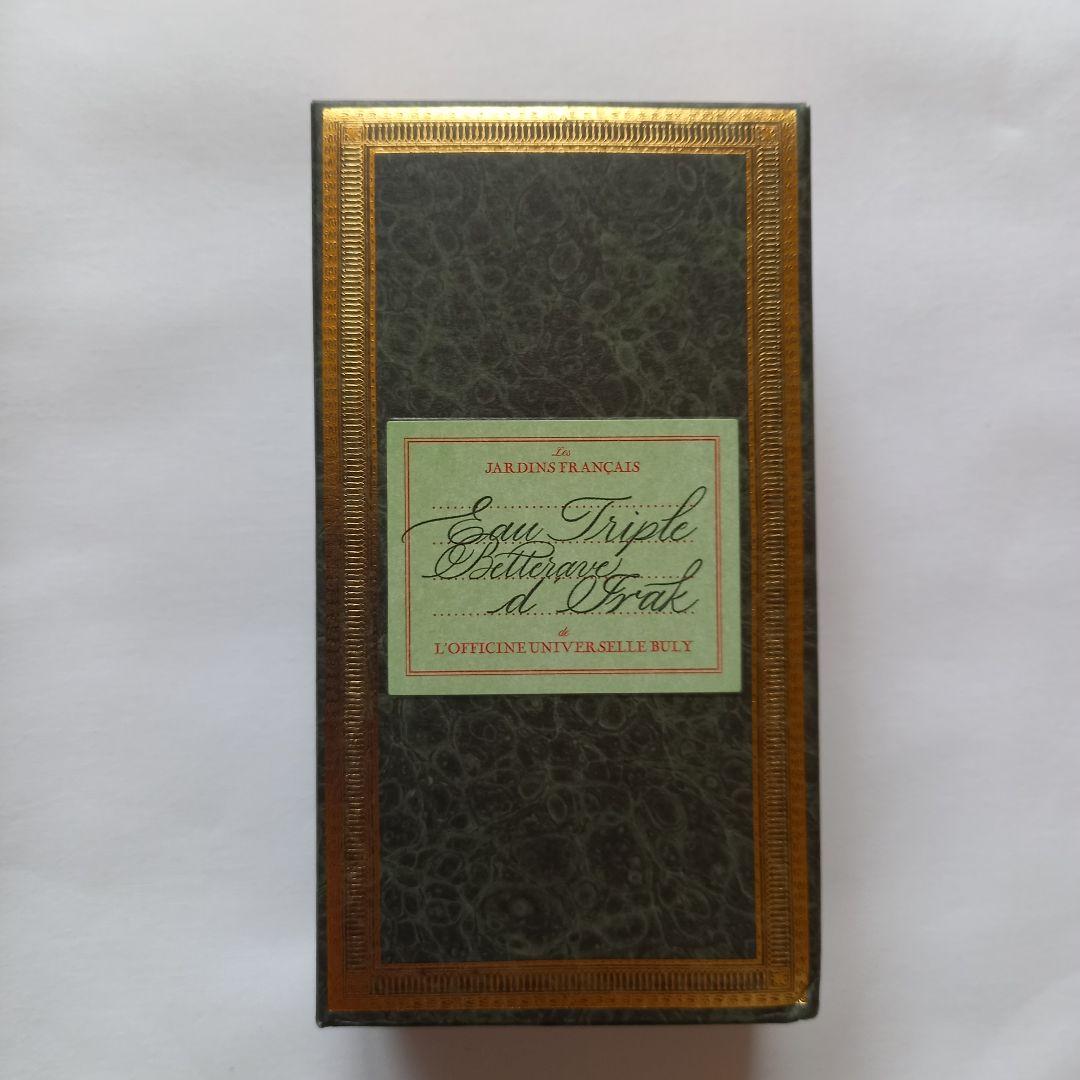 Les
JARDINS FRANÇAIS
Eau Triple
Betterave
d'Irak
de
L'OFFICINE UNIVERSELLE BULY